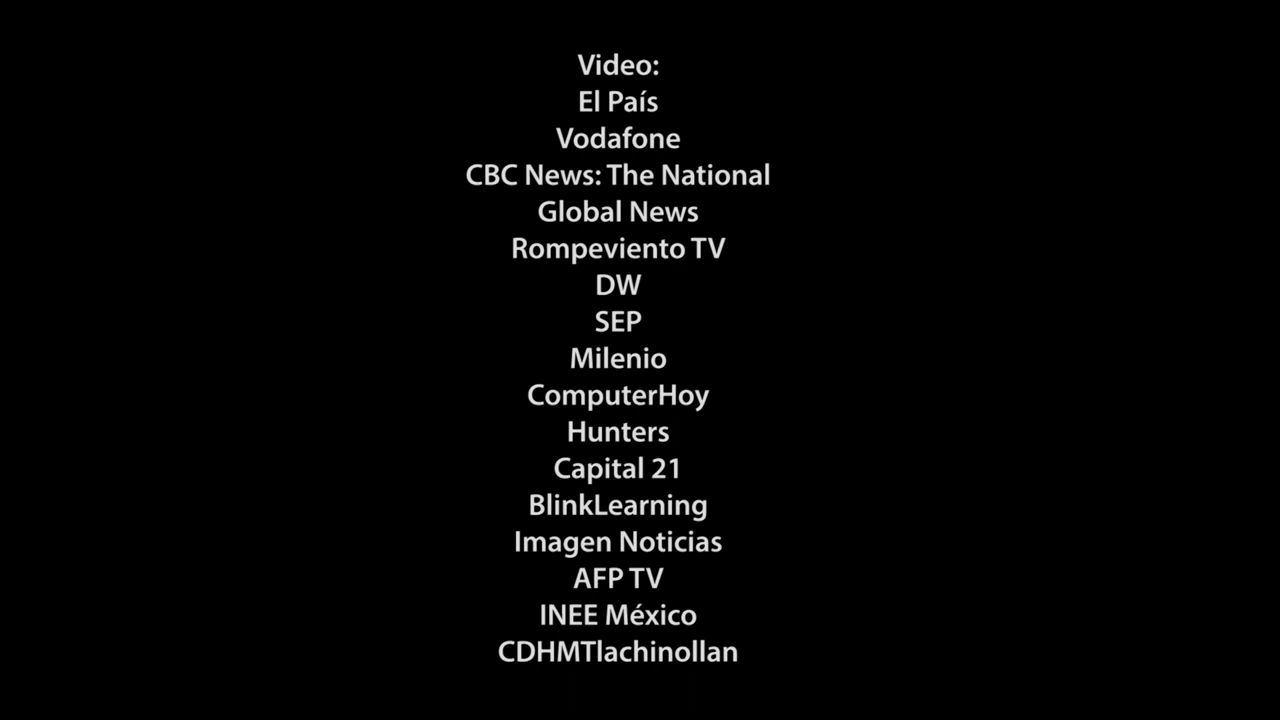 Video:
El País
Vodafone
CBC News: The National
Global News
Rompeviento TV
DW
SEP
Milenio
ComputerHoy
Hunters
Capital 21
BlinkLearning
Imagen Noticias
AFP TV
INEE México
CDHMTlachinollan